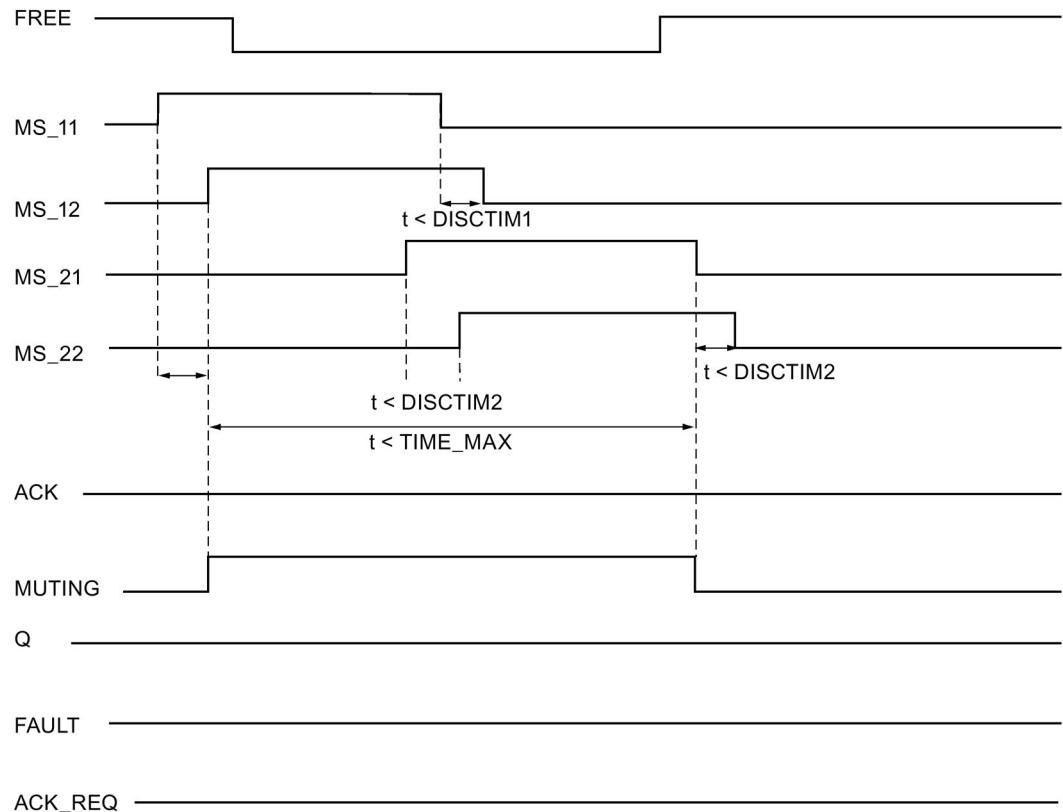 FREE
MS_11
MS_12
t < DISCTIM1
MS_21
MS_22
t < DISCTIM2
t < DISCTIM2
t < TIME_MAX
ACK
MUTING
Q
FAULT
ACK_REQ